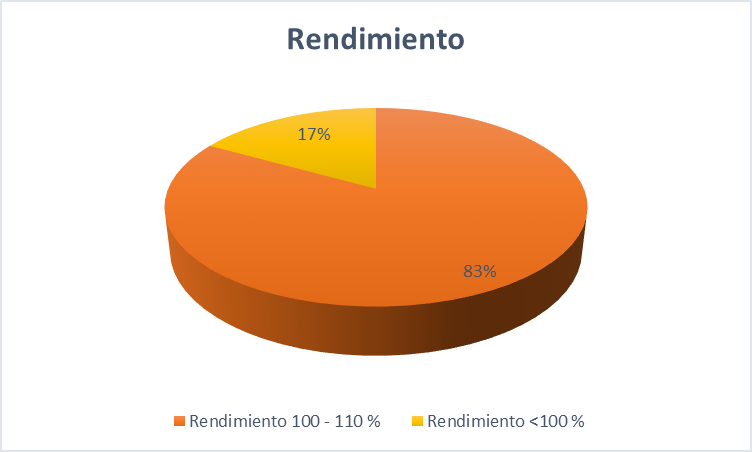 Rendimiento
17%
83%
Rendimiento 100 - 110 %
Rendimiento <100 %